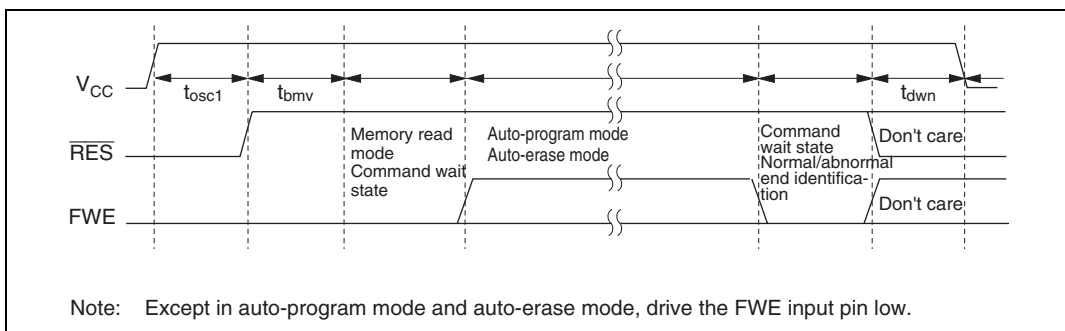 VCC
tosc1
tbmv
tdwn
RES
Memory read
mode
Command wait
state
Auto-program mode
Auto-erase mode
Command
wait state
Normal/abnormal
end identifica-
tion
Don't care
FWE
Don't care
Note: Except in auto-program mode and auto-erase mode, drive the FWE input pin low.